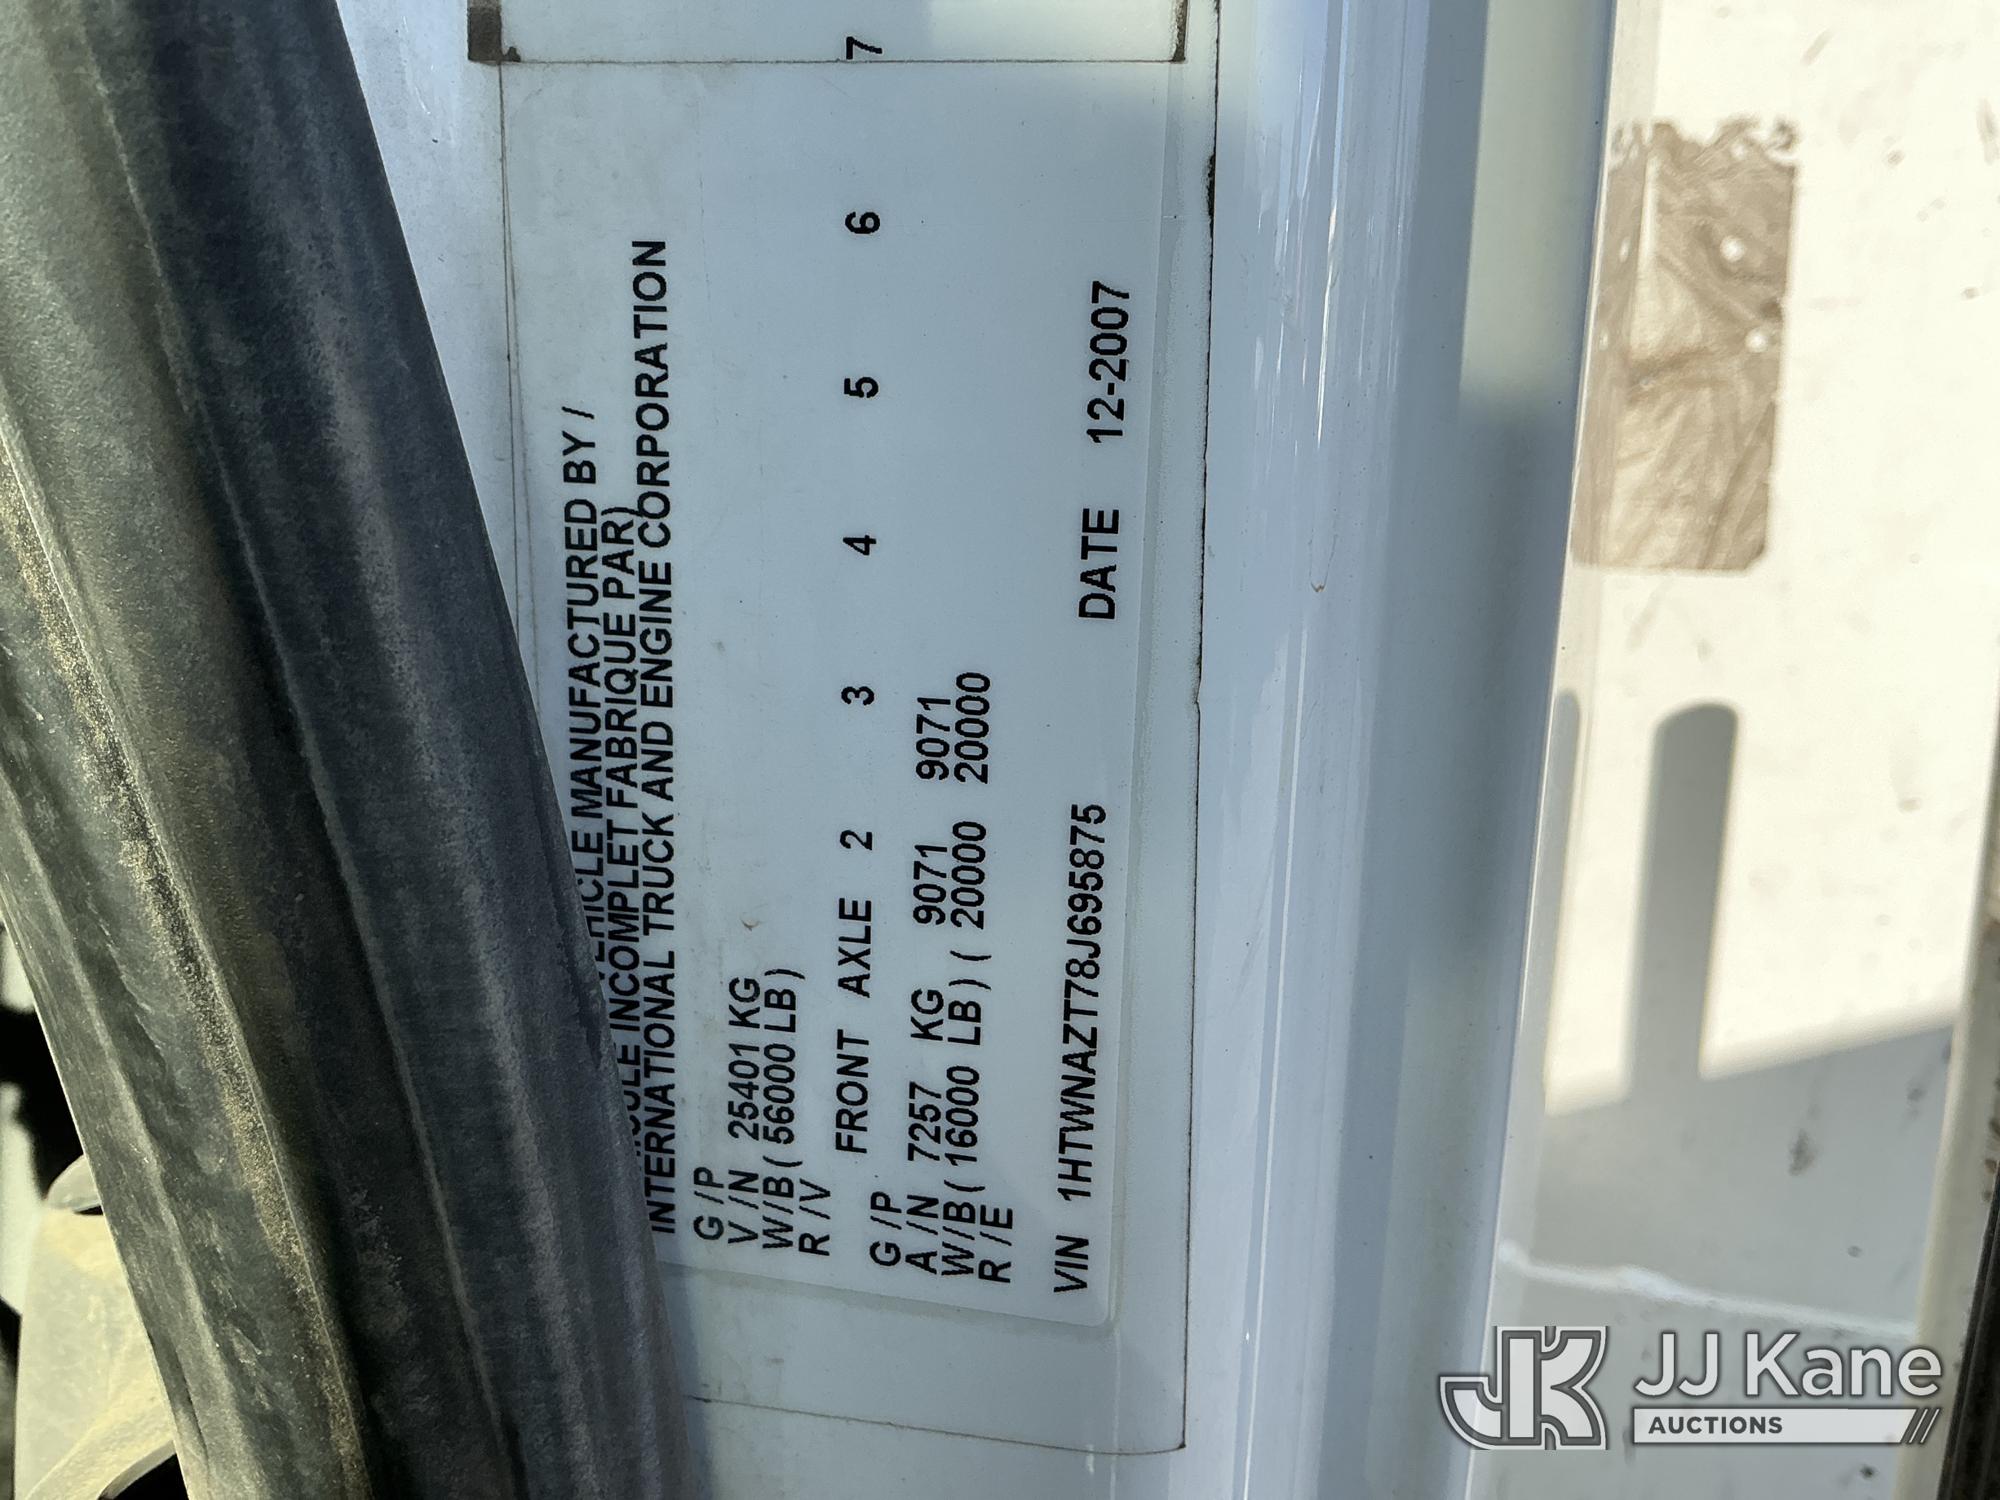 VEHICLE MANUFACTURED BY /
INCOMPLET FABRIQUE PAR)
INTERNATIONAL TRUCK AND ENGINE CORPORATION
G /P
V /N 25401 KG
W/B ( 56000 LB )
R /V
FRONT AXLE 2 3 4 5 6 7
G /P
A /N 7257 KG 9071 9071
W/B ( 16000 LB ) ( 20000 20000
R /E
VIN 1HTWNAZT78J695875 DATE 12-2007
JK
JJ Kane
AUCTIONS